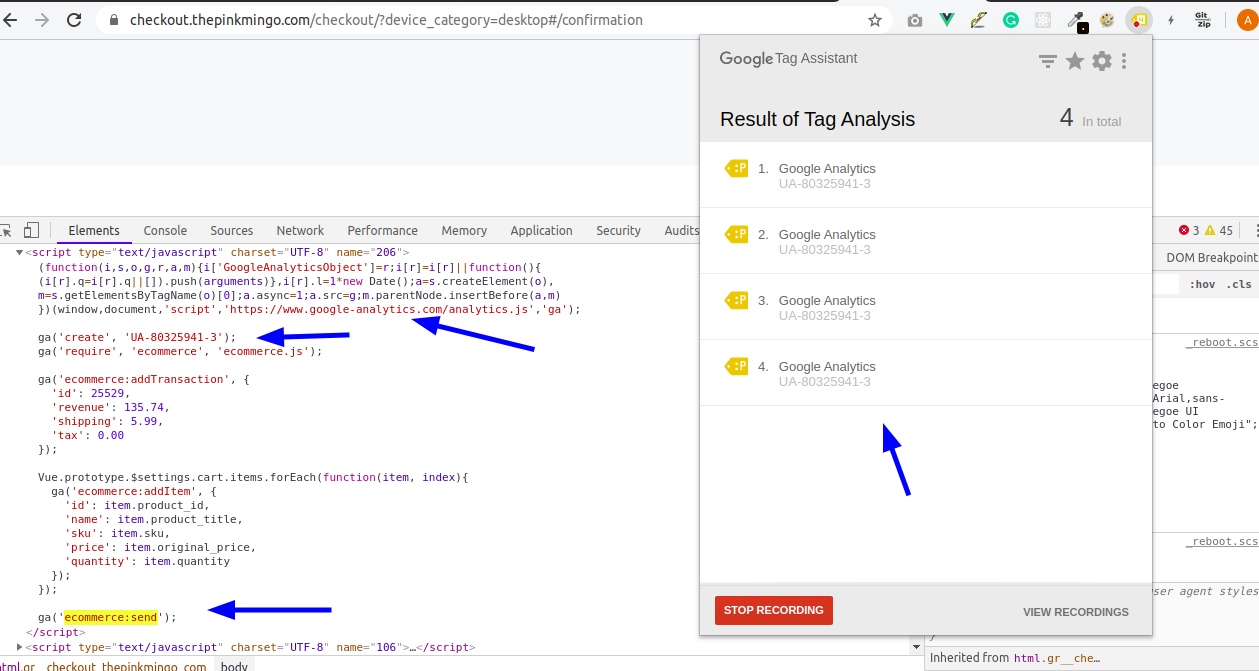 checkout.thepinkmingo.com/checkout/?device_category=desktop#/confirmation
Git
Zip
A
Google Tag Assistant
Result of Tag Analysis
4 In total
:P 1. Google Analytics
UA-80325941-3
:P 2. Google Analytics
UA-80325941-3
:P 3. Google Analytics
UA-80325941-3
:P 4. Google Analytics
UA-80325941-3
STOP RECORDING
VIEW RECORDINGS
Elements Console Sources Network Performance Memory Application Security Audits
3 45
<script type="text/javascript" charset="UTF-8" name="206">
(function(i,s,o,g,r,a,m){i['GoogleAnalyticsObject']=r;i[r]=i[r]||function(){
(i[r].q=i[r].q||[]).push(arguments)},i[r].l=1*new Date();a=s.createElement(o),
m=s.getElementsByTagName(o)[0];a.async=1;a.src=g;m.parentNode.insertBefore(a,m)
})(window,document,'script','https://www.google-analytics.com/analytics.js','ga');
ga('create', 'UA-80325941-3');
ga('require', 'ecommerce', 'ecommerce.js');
ga('ecommerce:addTransaction', {
'id': 25529,
'revenue': 135.74,
'shipping': 5.99,
'tax': 0.00
});
Vue.prototype.$settings.cart.items.forEach(function(item, index){
ga('ecommerce:addItem', {
'id': item.product_id,
'name': item.product_title,
'sku': item.sku,
'price': item.original_price,
'quantity': item.quantity
});
});
ga('ecommerce:send');
</script>
<script type="text/javascript" charset="UTF-8" name="106">…</script>
html.gr checkout_thepinkmingo_com body
DOM Breakpoint
:hov .cls
_reboot.scs
egoe
Arial,sans-
egoe UI
to Color Emoji";
_reboot.scs
user agent styles
}
Inherited from html.gr__che…